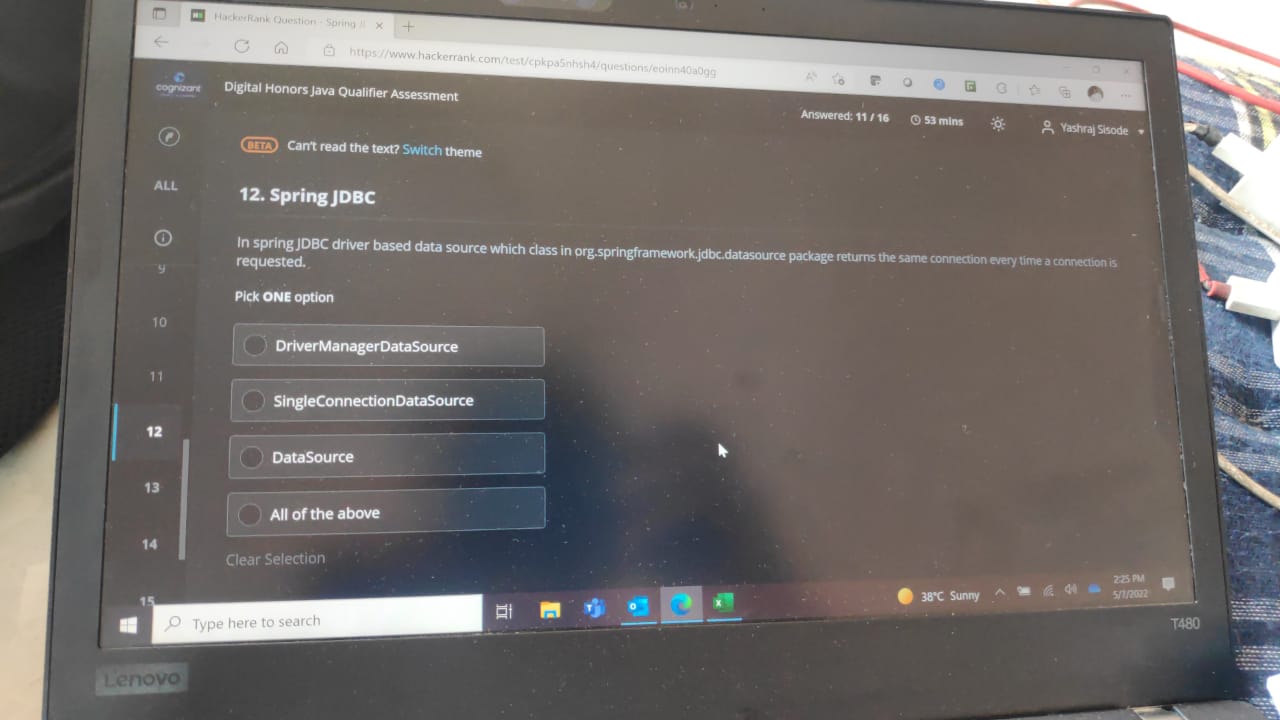 HackerRank Question - Spring JI
https://www.hackerrank.com/test/cpkpa5nhsh4/questions/eoinn40a0gg
cognizant
Digital Honors Java Qualifier Assessment
Answered: 11 / 16
53 mins
Yashraj Sisode
BETA Can't read the text? Switch theme
ALL
12. Spring JDBC
In spring JDBC driver based data source which class in org.springframework.jdbc.datasource package returns the same connection every time a connection is
requested.
9
Pick ONE option
10
DriverManagerDataSource
11
SingleConnectionDataSource
12
DataSource
13
All of the above
14
Clear Selection
15
Type here to search
38°C Sunny
2:25 PM
5/7/2022
T480
Lenovo